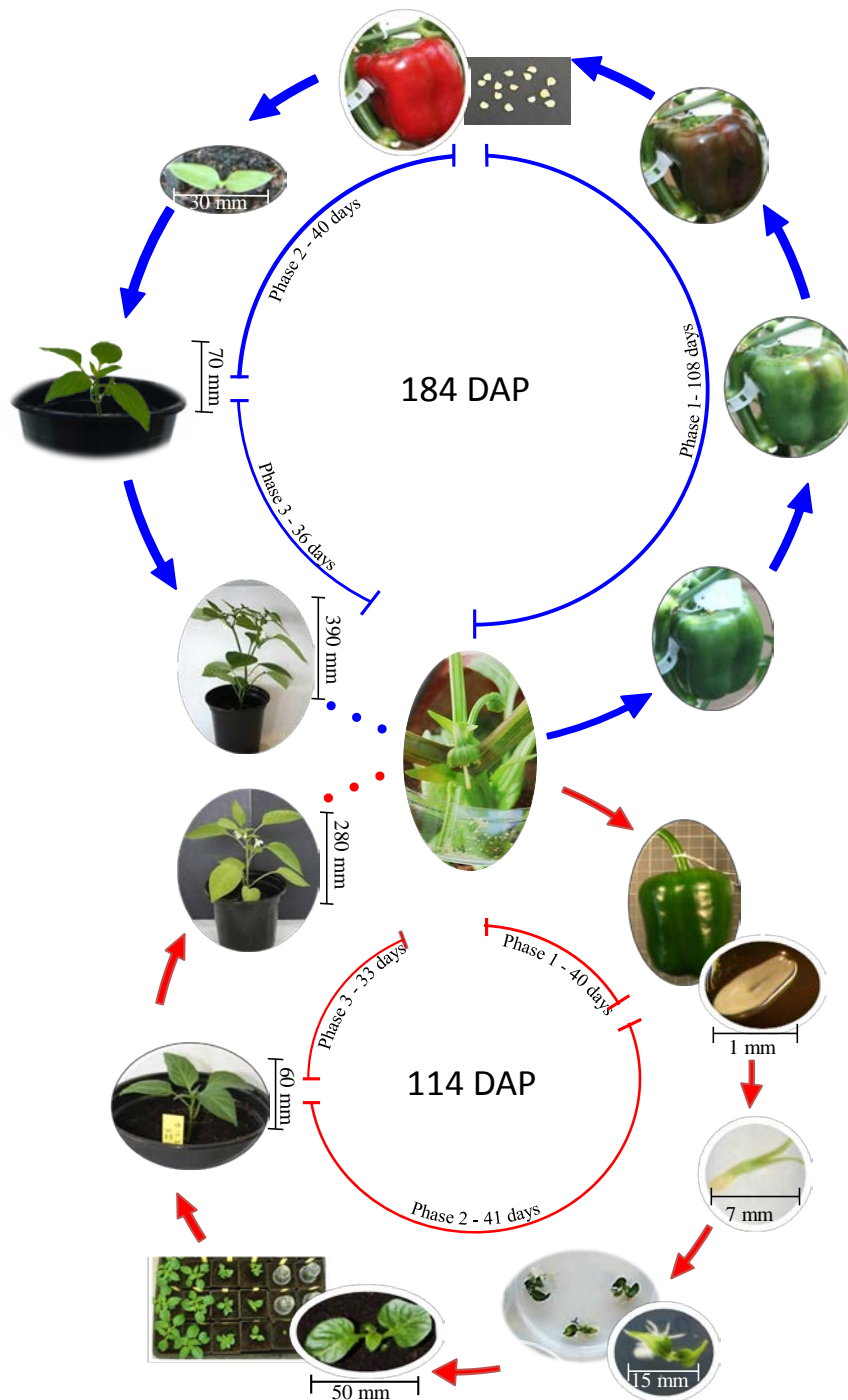 30 mm
Phase 2 - 40 days
70 mm
184 DAP
Phase 1 - 108 days
Phase 3 - 36 days
390 mm
280 mm
Phase 3 - 33 days
Phase 1 - 40 days
1 mm
60 mm
114 DAP
7 mm
Phase 2 - 41 days
15 mm
50 mm